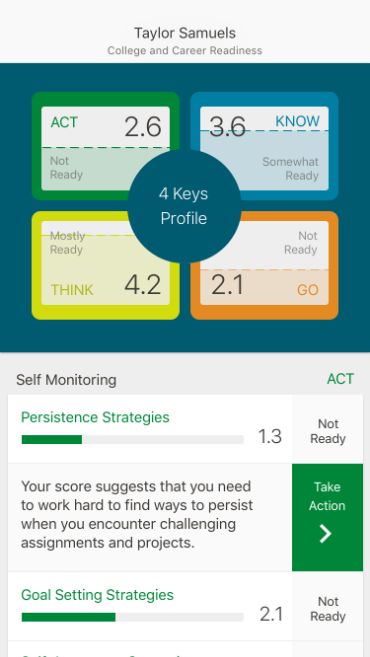 Taylor Samuels
College and Career Readiness
ACT 2.6
Not
Ready
3.6 KNOW
Somewhat
Ready
4 Keys
Profile
Mostly
Ready
THINK 4.2
Not
Ready
2.1 GO
Self Monitoring ACT
Persistence Strategies
1.3
Not
Ready
Your score suggests that you need
to work hard to find ways to persist
when you encounter challenging
assignments and projects.
Take
Action
Goal Setting Strategies
2.1
Not
Ready